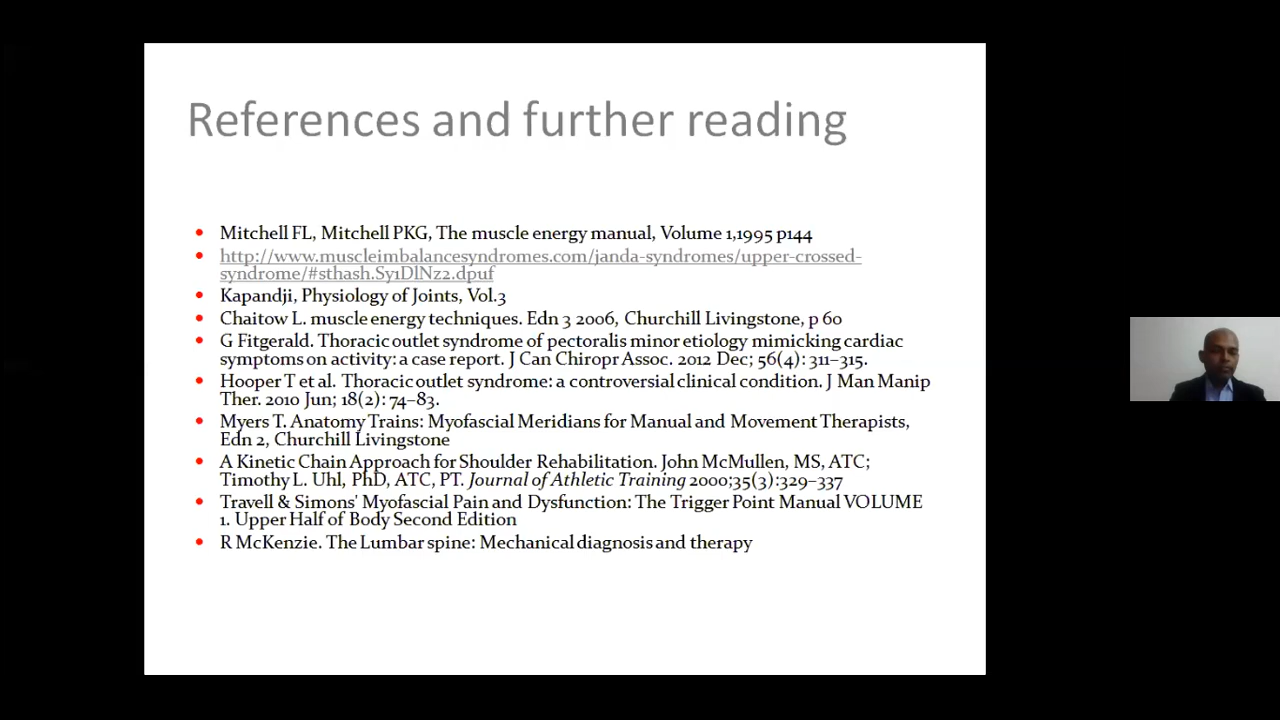 References and further reading
Mitchell FL, Mitchell PKG, The muscle energy manual, Volume 1,1995 p144
http://www.muscleimbalancesyndromes.com/janda-syndromes/upper-crossed-
syndrome/#sthash.Sy1DlNz2.dpuf
Kapandji, Physiology of Joints, Vol.3
Chaitow L. muscle energy techniques. Edn 3 2006, Churchill Livingstone, p 60
G Fitgerald. Thoracic outlet syndrome of pectoralis minor etiology mimicking cardiac
symptoms on activity: a case report. J Can Chiropr Assoc. 2012 Dec; 56(4): 311–315.
Hooper T et al. Thoracic outlet syndrome: a controversial clinical condition. J Man Manip
Ther. 2010 Jun; 18(2): 74–83.
Myers T. Anatomy Trains: Myofascial Meridians for Manual and Movement Therapists,
Edn 2, Churchill Livingstone
A Kinetic Chain Approach for Shoulder Rehabilitation. John McMullen, MS, ATC;
Timothy L. Uhl, PhD, ATC, PT. Journal of Athletic Training 2000;35(3):329–337
Travell & Simons' Myofascial Pain and Dysfunction: The Trigger Point Manual VOLUME
1. Upper Half of Body Second Edition
R McKenzie. The Lumbar spine: Mechanical diagnosis and therapy